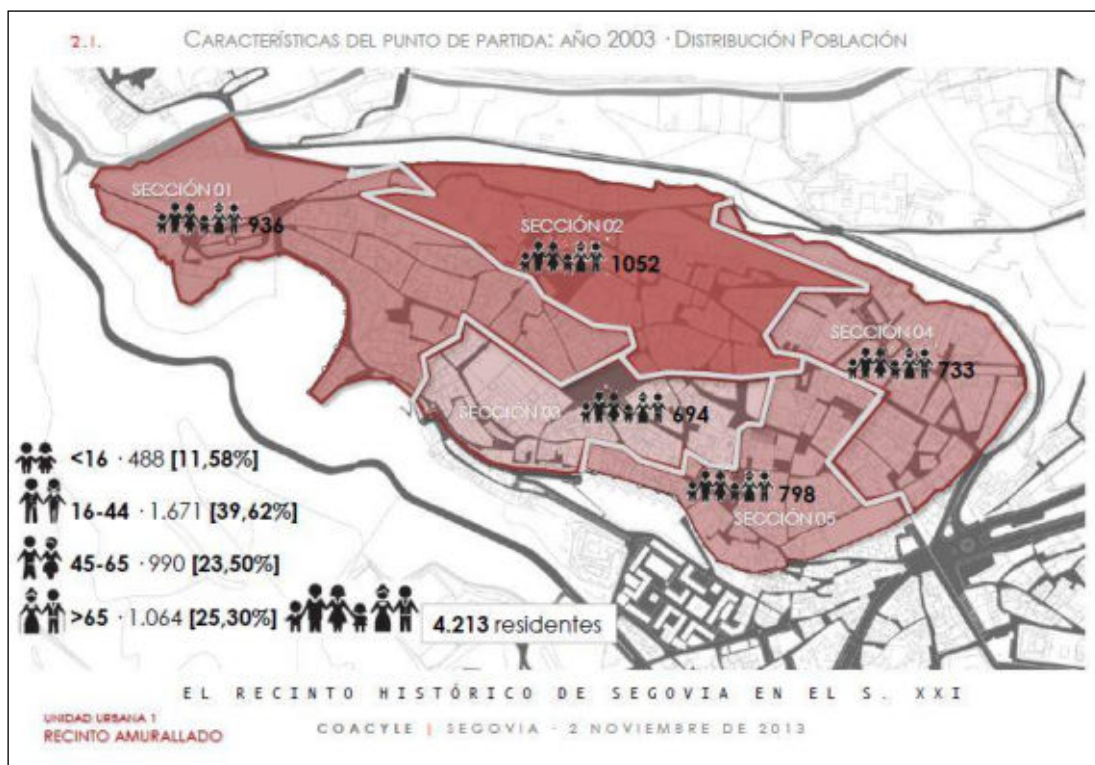 2.1.
CARACTERÍSTICAS DEL PUNTO DE PARTIDA: AÑO 2003 · DISTRIBUCIÓN POBLACIÓN
SECCIÓN 01
936
SECCIÓN 02
1052
SECCIÓN 04
733
SECCIÓN 03
694
798
SECCIÓN 05
<16 · 488 [11,58%]
16-44 · 1.671 [39,62%]
45-65 · 990 [23,50%]
>65 · 1.064 [25,30%]
4.213 residentes
EL RECINTO HISTÓRICO DE SEGOVIA EN EL S. XXI
UNIDAD URBANA 1
RECINTO AMURALLADO
COACYLE | SEGOVIA - 2 NOVIEMBRE DE 2013